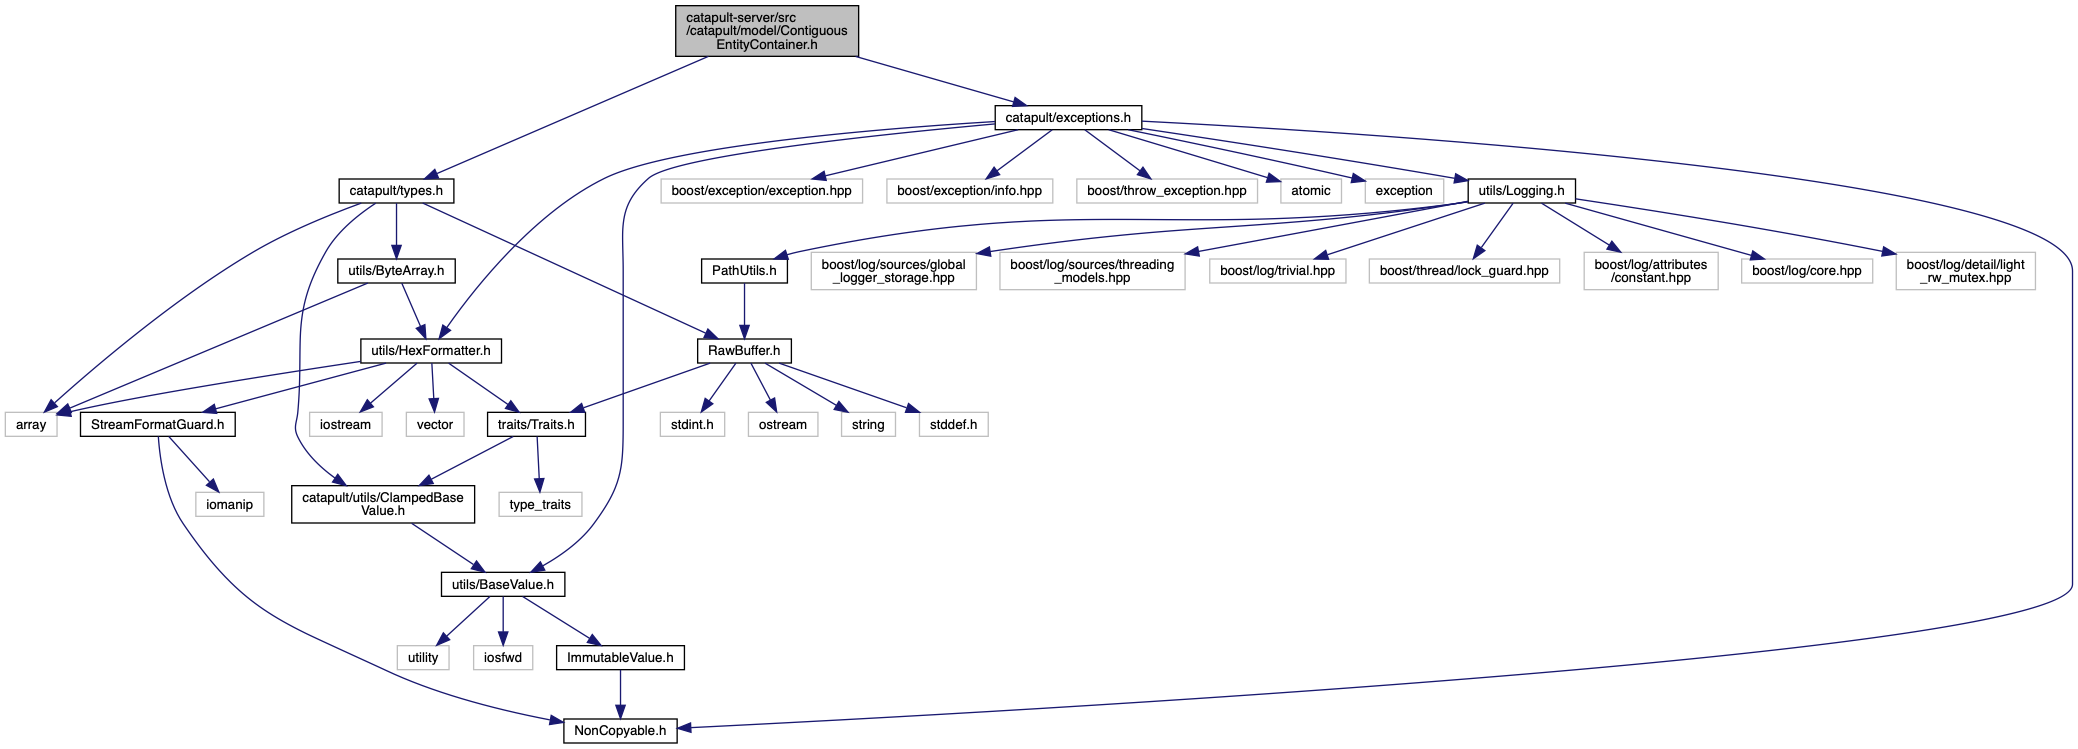 catapult-server/src
/catapult/model/Contiguous
EntityContainer.h
catapult/exceptions.h
catapult/types.h
boost/exception/exception.hpp
boost/exception/info.hpp
boost/throw_exception.hpp
atomic
exception
utils/Logging.h
utils/ByteArray.h
PathUtils.h
boost/log/sources/global
_logger_storage.hpp
boost/log/sources/threading
_models.hpp
boost/log/trivial.hpp
boost/thread/lock_guard.hpp
boost/log/attributes
/constant.hpp
boost/log/core.hpp
boost/log/detail/light
_rw_mutex.hpp
utils/HexFormatter.h
RawBuffer.h
array
StreamFormatGuard.h
iostream
vector
traits/Traits.h
stdint.h
ostream
string
stddef.h
iomanip
catapult/utils/ClampedBase
Value.h
type_traits
utils/BaseValue.h
utility
iosfwd
ImmutableValue.h
NonCopyable.h